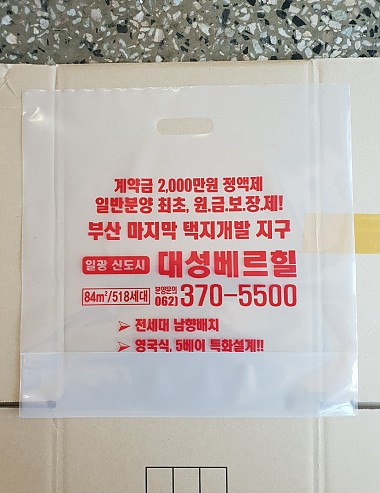 계약금 2,000만원 정액제
일반분양 최초, 원.금.보.장.제!
부산 마지막 택지개발 지구
일광 신도시 대성베르힐
84㎡/518세대 분양문의 062) 370-5500
➤ 전세대 남향배치
➤ 영국식, 5베이 특화설계!!